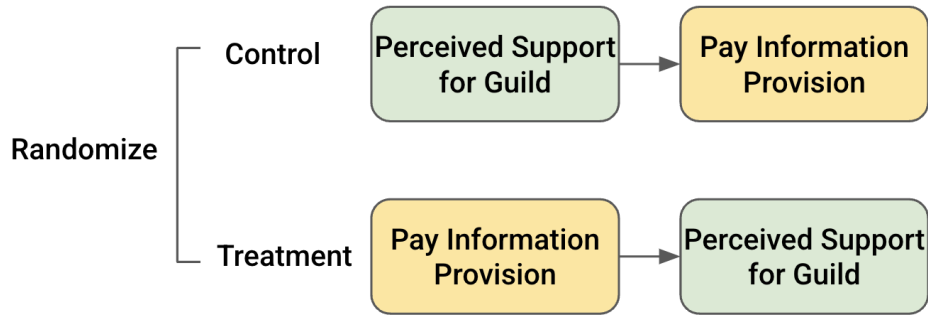 Control
Perceived Support
for Guild
Pay Information
Provision
Randomize
Treatment
Pay Information
Provision
Perceived Support
for Guild